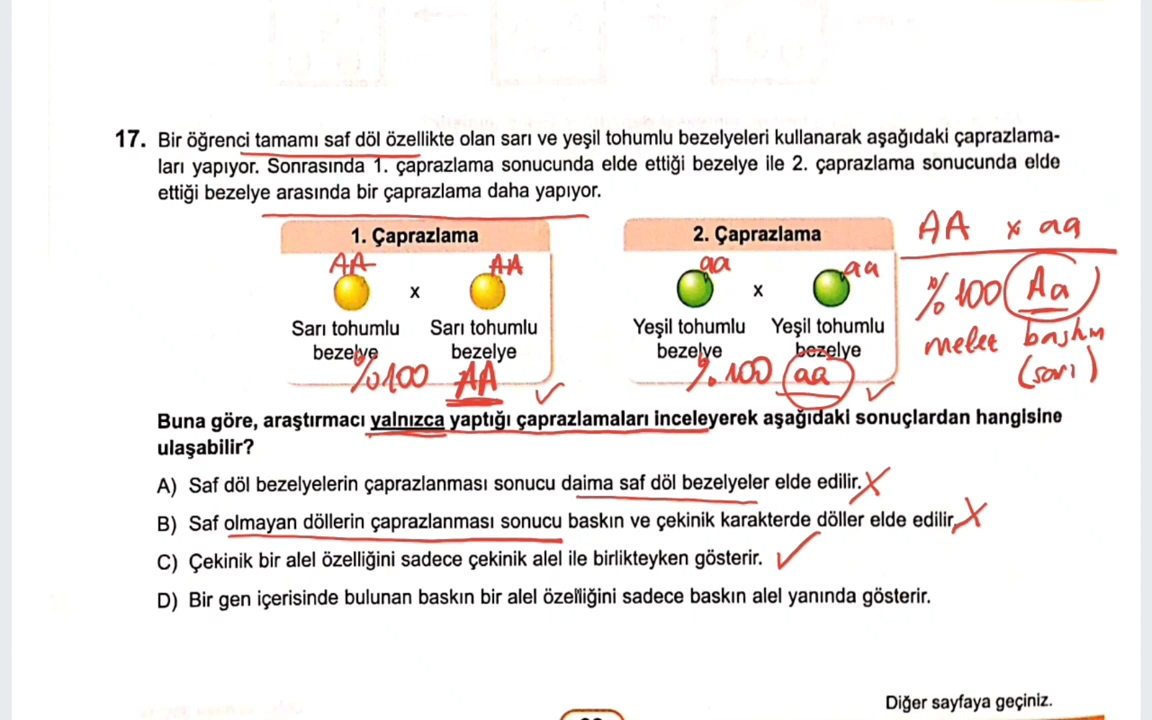 17. Bir öğrenci tamamı saf döl özellikte olan sarı ve yeşil tohumlu bezelyeleri kullanarak aşağıdaki çaprazlama-
ları yapıyor. Sonrasında 1. çaprazlama sonucunda elde ettiği bezelye ile 2. çaprazlama sonucunda elde
ettiği bezelye arasında bir çaprazlama daha yapıyor.
1. Çaprazlama
AA AA
x
Sarı tohumlu bezelye
Sarı tohumlu bezelye
%100 AA
2. Çaprazlama
aa aa
x
Yeşil tohumlu bezelye
Yeşil tohumlu bezelye
%100 aa
AA x aa
%100 Aa
melez baskın
(sarı)
Buna göre, araştırmacı yalnızca yaptığı çaprazlamaları inceleyerek aşağıdaki sonuçlardan hangisine
ulaşabilir?
A) Saf döl bezelyelerin çaprazlanması sonucu daima saf döl bezelyeler elde edilir.
B) Saf olmayan döllerin çaprazlanması sonucu baskın ve çekinik karakterde döller elde edilir.
C) Çekinik bir alel özelliğini sadece çekinik alel ile birlikteyken gösterir.
D) Bir gen içerisinde bulunan baskın bir alel özelliğini sadece baskın alel yanında gösterir.
Diğer sayfaya geçiniz.